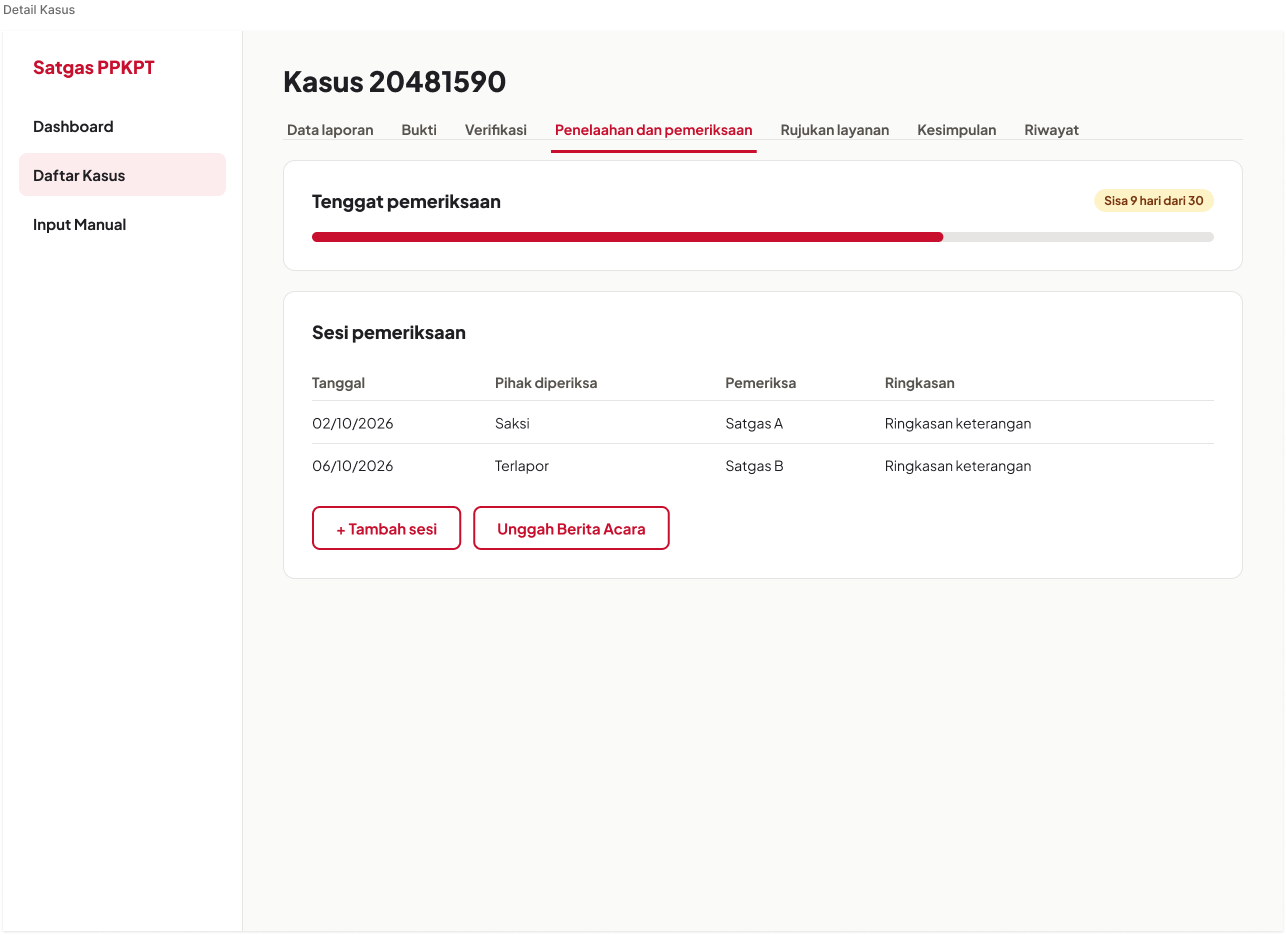 Detail Kasus
Satgas PPKPT
Dashboard
Daftar Kasus
Input Manual
Kasus 20481590
Data laporan Bukti Verifikasi Penelaahan dan pemeriksaan Rujukan layanan Kesimpulan Riwayat
Tenggat pemeriksaan Sisa 9 hari dari 30
Sesi pemeriksaan
Tanggal Pihak diperiksa Pemeriksa Ringkasan
02/10/2026 Saksi Satgas A Ringkasan keterangan
06/10/2026 Terlapor Satgas B Ringkasan keterangan
+ Tambah sesi Unggah Berita Acara